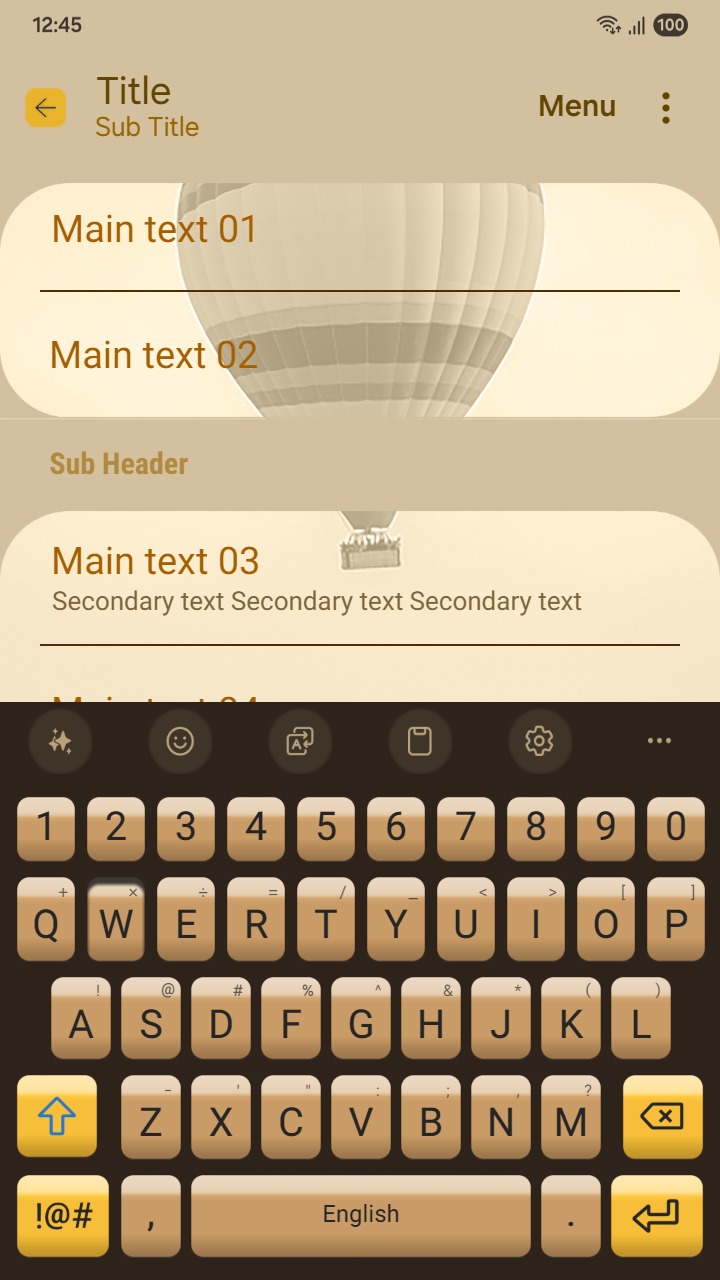 12:45
100
Title
Sub Title
Menu
Main text 01
Main text 02
Sub Header
Main text 03
Secondary text Secondary text Secondary text
1 2 3 4 5 6 7 8 9 0
+ × ÷ = / _ < > [ ]
Q W E R T Y U I O P
! @ # % ^ & * ( )
A S D F G H J K L
- ' " : ; , ?
Z X C V B N M
!@# , English .